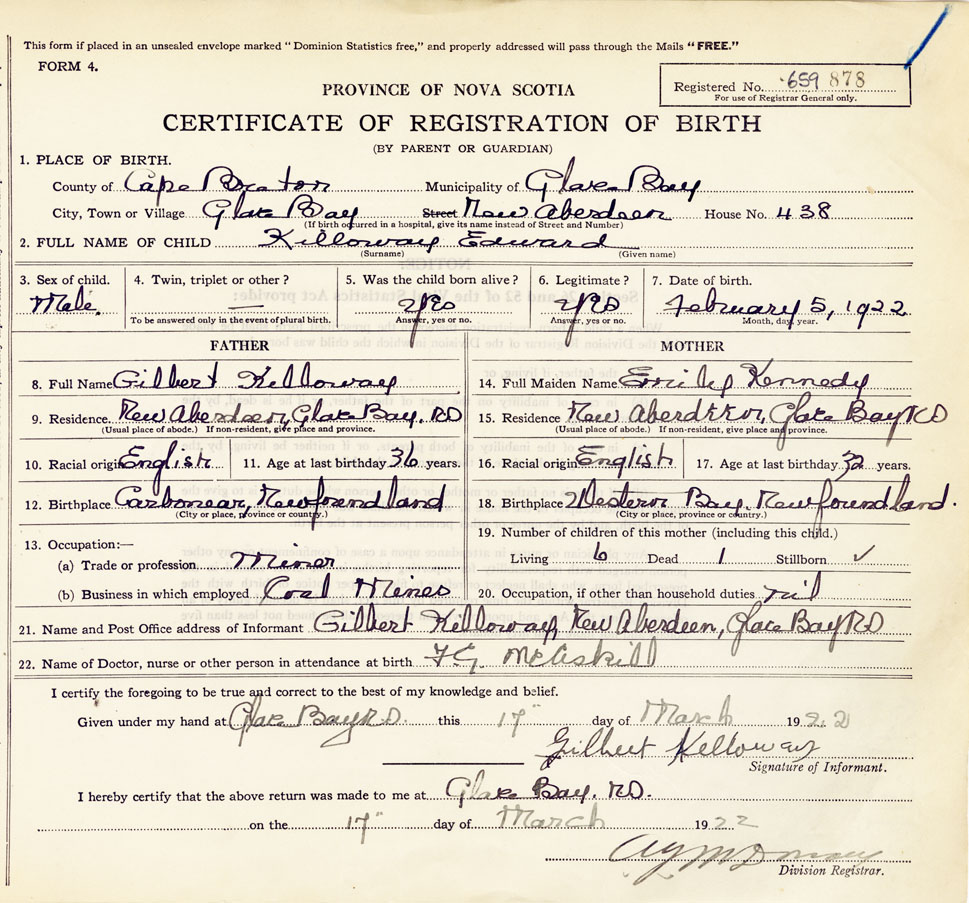 This form if placed in an unsealed envelope marked "Dominion Statistics free," and properly addressed will pass through the Mails "FREE."
FORM 4.
Registered No. 659 878
For use of Registrar General only.
PROVINCE OF NOVA SCOTIA
CERTIFICATE OF REGISTRATION OF BIRTH
(BY PARENT OR GUARDIAN)
1. PLACE OF BIRTH.
County of Cape Breton Municipality of Glace Bay
City, Town or Village Glace Bay Street New Aberdeen House No. 438
(If birth occurred in a hospital, give its name instead of Street and Number)
2. FULL NAME OF CHILD Killoway Edward
(Surname) (Given name)
3. Sex of child. 4. Twin, triplet or other? 5. Was the child born alive? 6. Legitimate? 7. Date of birth.
Male. — yes yes February 5, 1922
To be answered only in the event of plural birth. Answer, yes or no. Answer, yes or no. Month, day, year.
FATHER MOTHER
8. Full Name Gilbert Kelloway 14. Full Maiden Name Emily Kennedy
9. Residence New Aberdeen, Glace Bay. RD 15. Residence New Aberdeen, Glace Bay RD
(Usual place of abode. If non-resident, give place and province. (Usual place of abode. If non-resident, give place and province.
10. Racial origin English 11. Age at last birthday 36 years. 16. Racial origin English 17. Age at last birthday 32 years.
12. Birthplace Carbonear, Newfoundland 18. Birthplace Western Bay, Newfoundland.
(City or place, province or country.) (City or place, province or country.)
19. Number of children of this mother (including this child.)
13. Occupation:—
(a) Trade or profession Miner Living 6 Dead 1 Stillborn ✓
(b) Business in which employed Coal Mines 20. Occupation, if other than household duties nil
21. Name and Post Office address of Informant Gilbert Killoway, New Aberdeen, Glace Bay RD
22. Name of Doctor, nurse or other person in attendance at birth F G McAskill
I certify the foregoing to be true and correct to the best of my knowledge and belief.
Given under my hand at Glace Bay R.D. this 17" day of March 1922
Gilbert Kelloway
Signature of Informant.
I hereby certify that the above return was made to me at Glace Bay. RD.
on the 17" day of March 1922
Division Registrar.